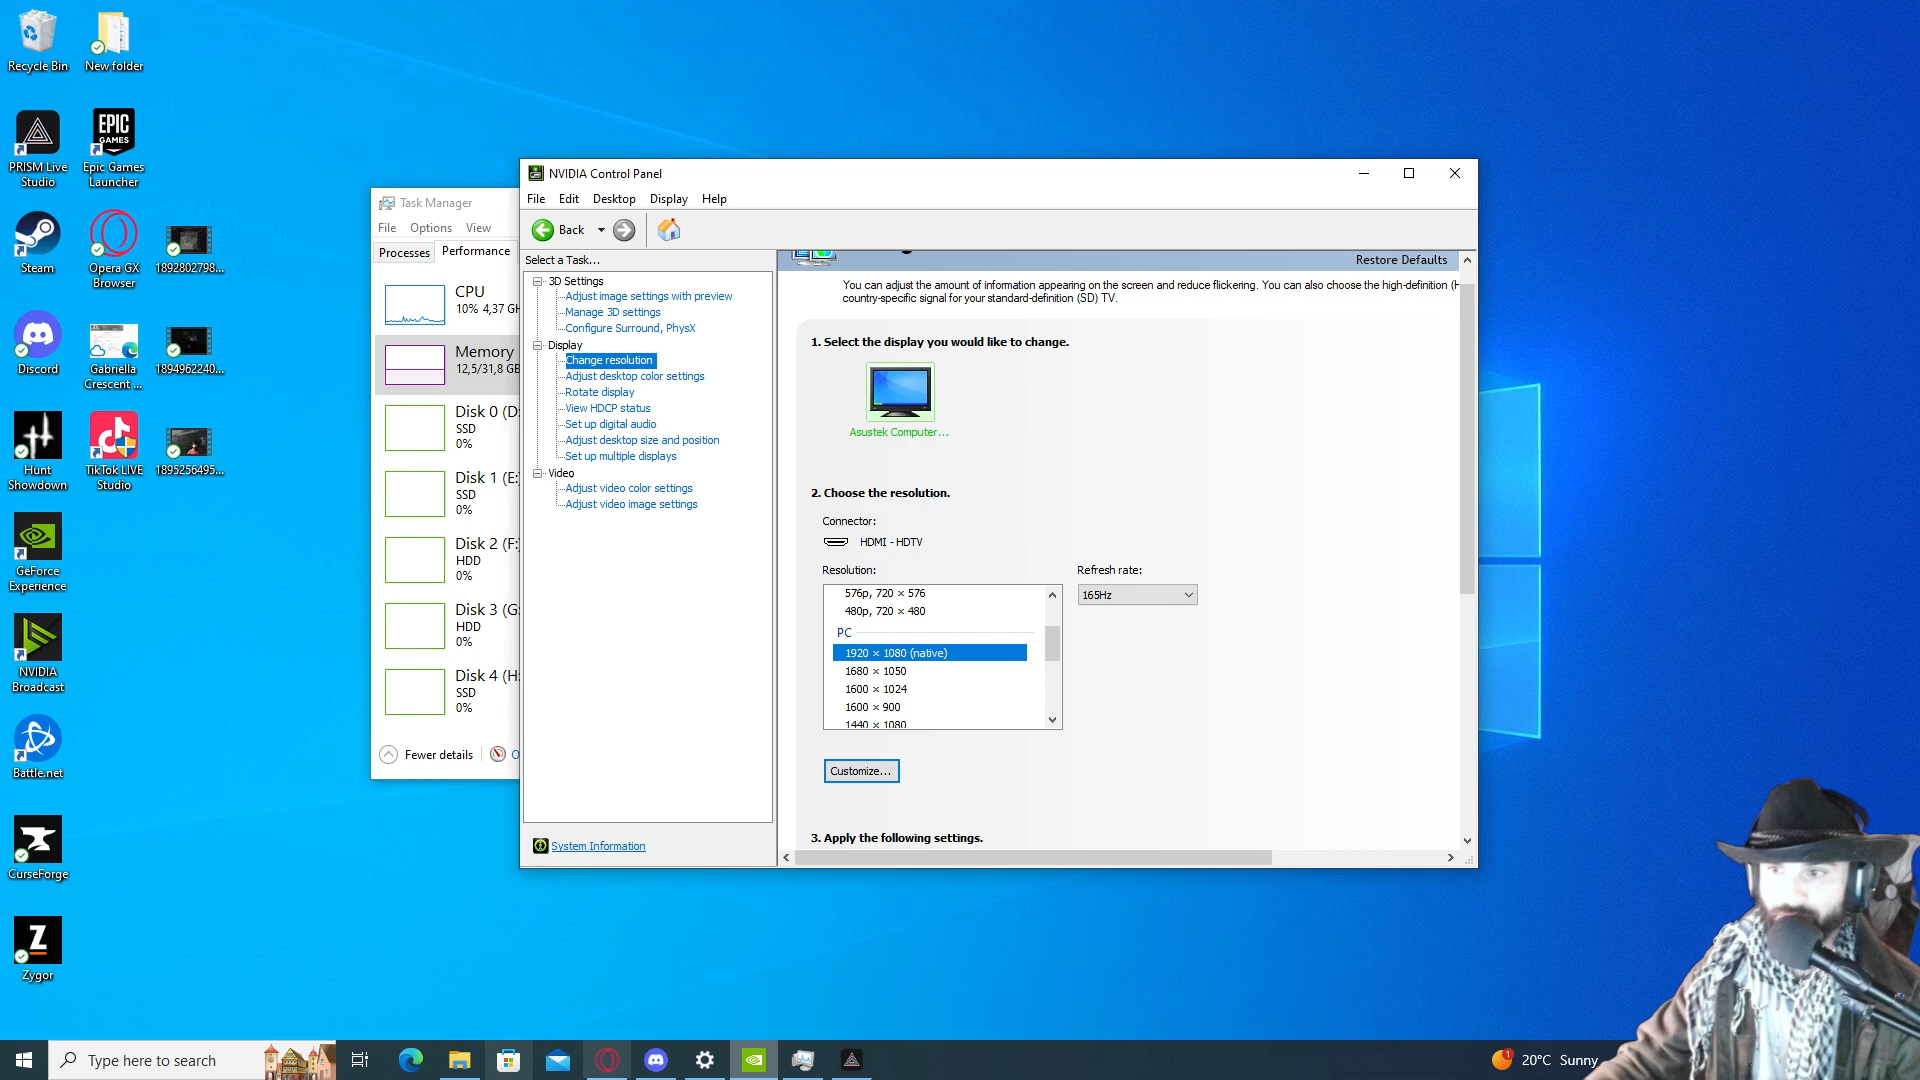 Recycle Bin
New folder
PRISM Live
Studio
EPIC
GAMES
Epic Games
Launcher
Steam
Opera GX
Browser
1892802798...
Discord
Gabriella
Crescent ...
1894962240...
Hunt
Showdown
TikTok LIVE
Studio
1895256495...
GeForce
Experience
NVIDIA
Broadcast
Battle.net
CurseForge
Z
Zygor
Task Manager
File
Options
View
Processes
Performance
CPU
10% 4,37 GH
Memory
12,5/31,8 GB
Disk 0 (D:
SSD
0%
Disk 1 (E:
SSD
0%
Disk 2 (F:
HDD
0%
Disk 3 (G:
HDD
0%
Disk 4 (H:
SSD
0%
Fewer details
O
NVIDIA Control Panel
File
Edit
Desktop
Display
Help
Back
Select a Task...
3D Settings
Adjust image settings with preview
Manage 3D settings
Configure Surround, PhysX
Display
Change resolution
Adjust desktop color settings
Rotate display
View HDCP status
Set up digital audio
Adjust desktop size and position
Set up multiple displays
Video
Adjust video color settings
Adjust video image settings
System Information
Restore Defaults
You can adjust the amount of information appearing on the screen and reduce flickering. You can also choose the high-definition (H
country-specific signal for your standard-definition (SD) TV.
1. Select the display you would like to change.
Asustek Computer...
2. Choose the resolution.
Connector:
HDMI - HDTV
Resolution:
Refresh rate:
576p, 720 × 576
165Hz
480p, 720 × 480
PC
1920 × 1080 (native)
1680 × 1050
1600 × 1024
1600 × 900
1440 × 1080
Customize...
3. Apply the following settings.
Type here to search
1
20°C Sunny